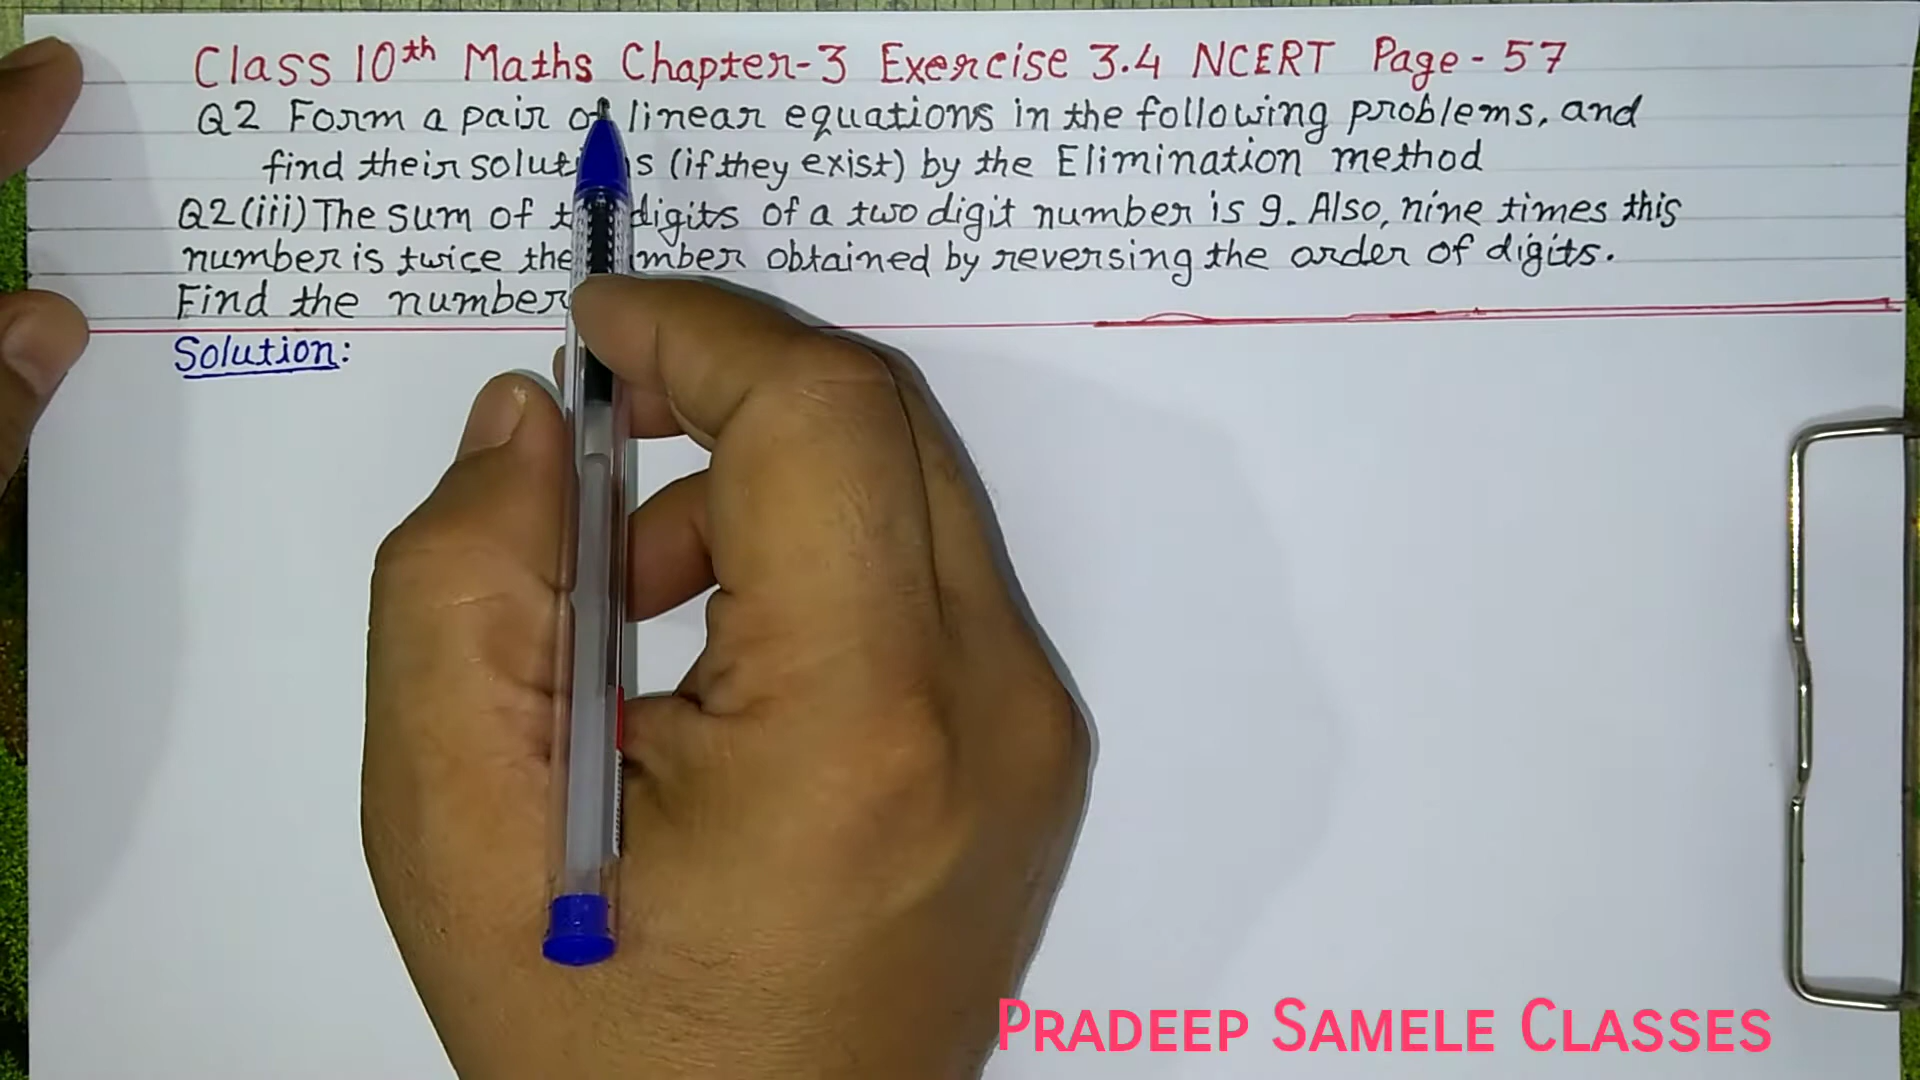 Class 10th Maths Chapter-3 Exercise 3.4 NCERT Page - 57
Q2 Form a pair of linear equations in the following problems, and
find their (if they exist) by the Elimination method
Q2(iii) The sum of digits of a two digit number is 9. Also, nine times this
number is twice the obtained by reversing the order of digits.
Find the number
Solution:
PRADEEP SAMELE CLASSES